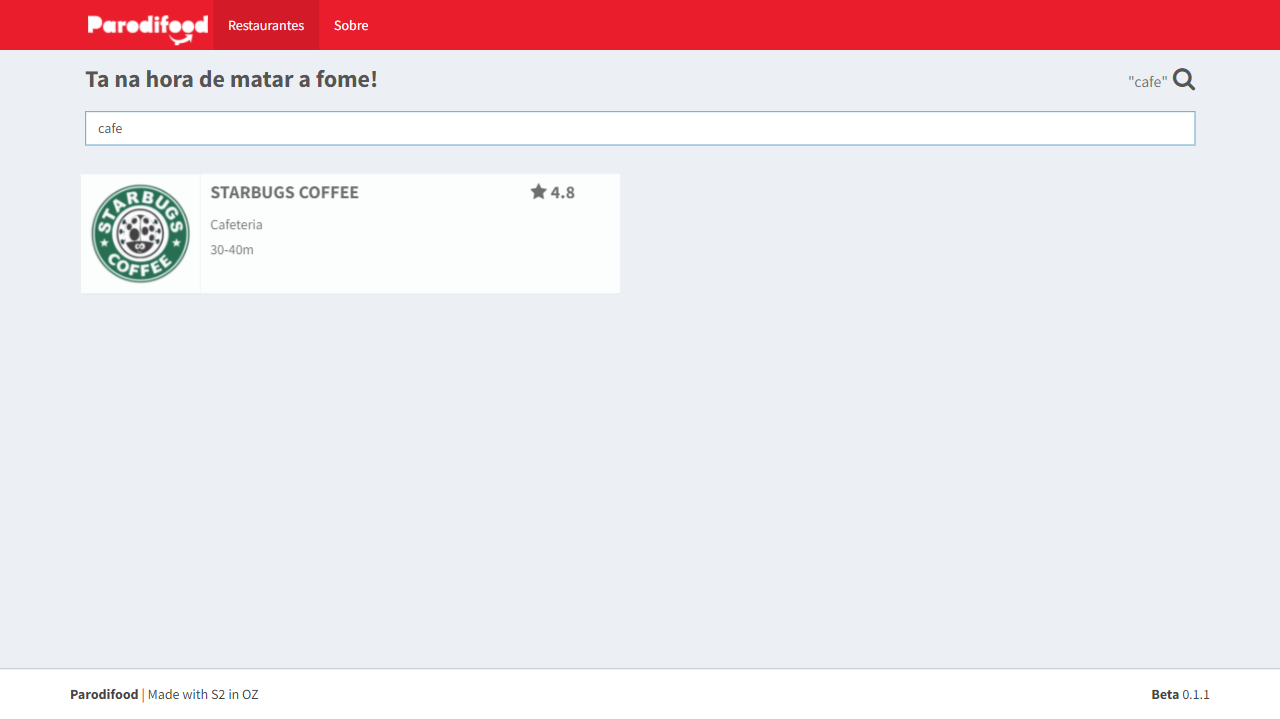 Parodifood Restaurantes Sobre
Ta na hora de matar a fome! "cafe"
cafe
STARBUGS COFFEE
STARBUGS COFFEE 4.8
Cafeteria
30-40m
Parodifood | Made with S2 in OZ Beta 0.1.1